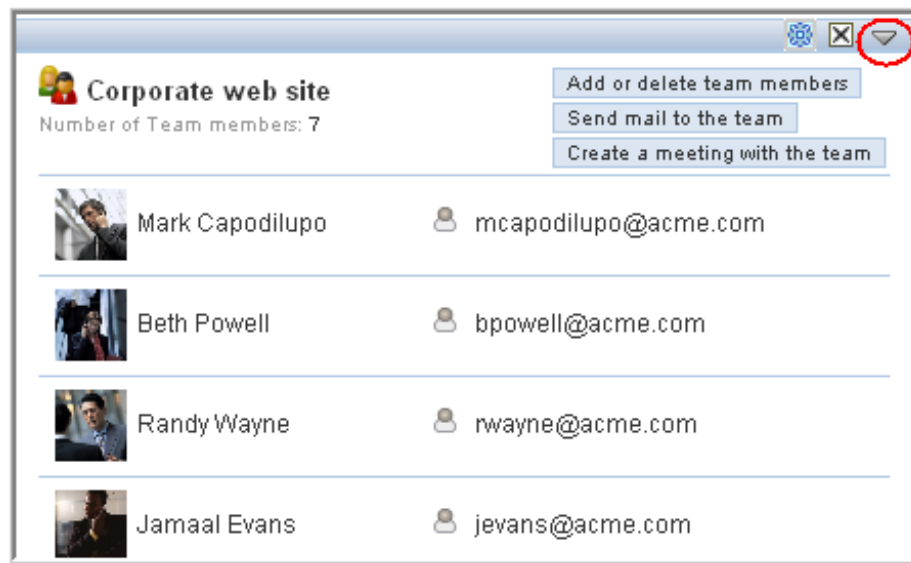 Corporate web site
Number of Team members: 7
Add or delete team members
Send mail to the team
Create a meeting with the team
Mark Capodilupo mcapodilupo@acme.com
Beth Powell bpowell@acme.com
Randy Wayne rwayne@acme.com
Jamaal Evans jevans@acme.com